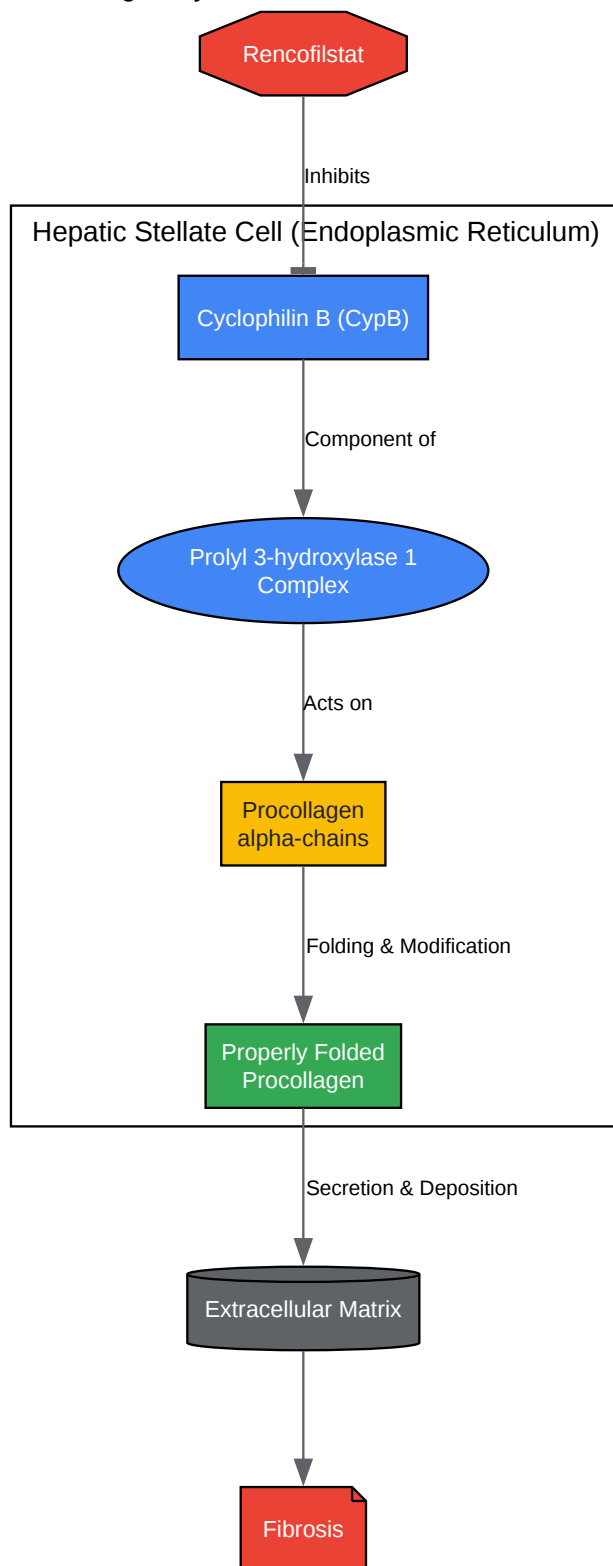 Rencofilstat
Inhibits
Hepatic Stellate Cell (Endoplasmic Reticulum)
Cyclophilin B (CypB)
Component of
Prolyl 3-hydroxylase 1
Complex
Acts on
Procollagen
alpha-chains
Folding & Modification
Properly Folded
Procollagen
Secretion & Deposition
Extracellular Matrix
Fibrosis